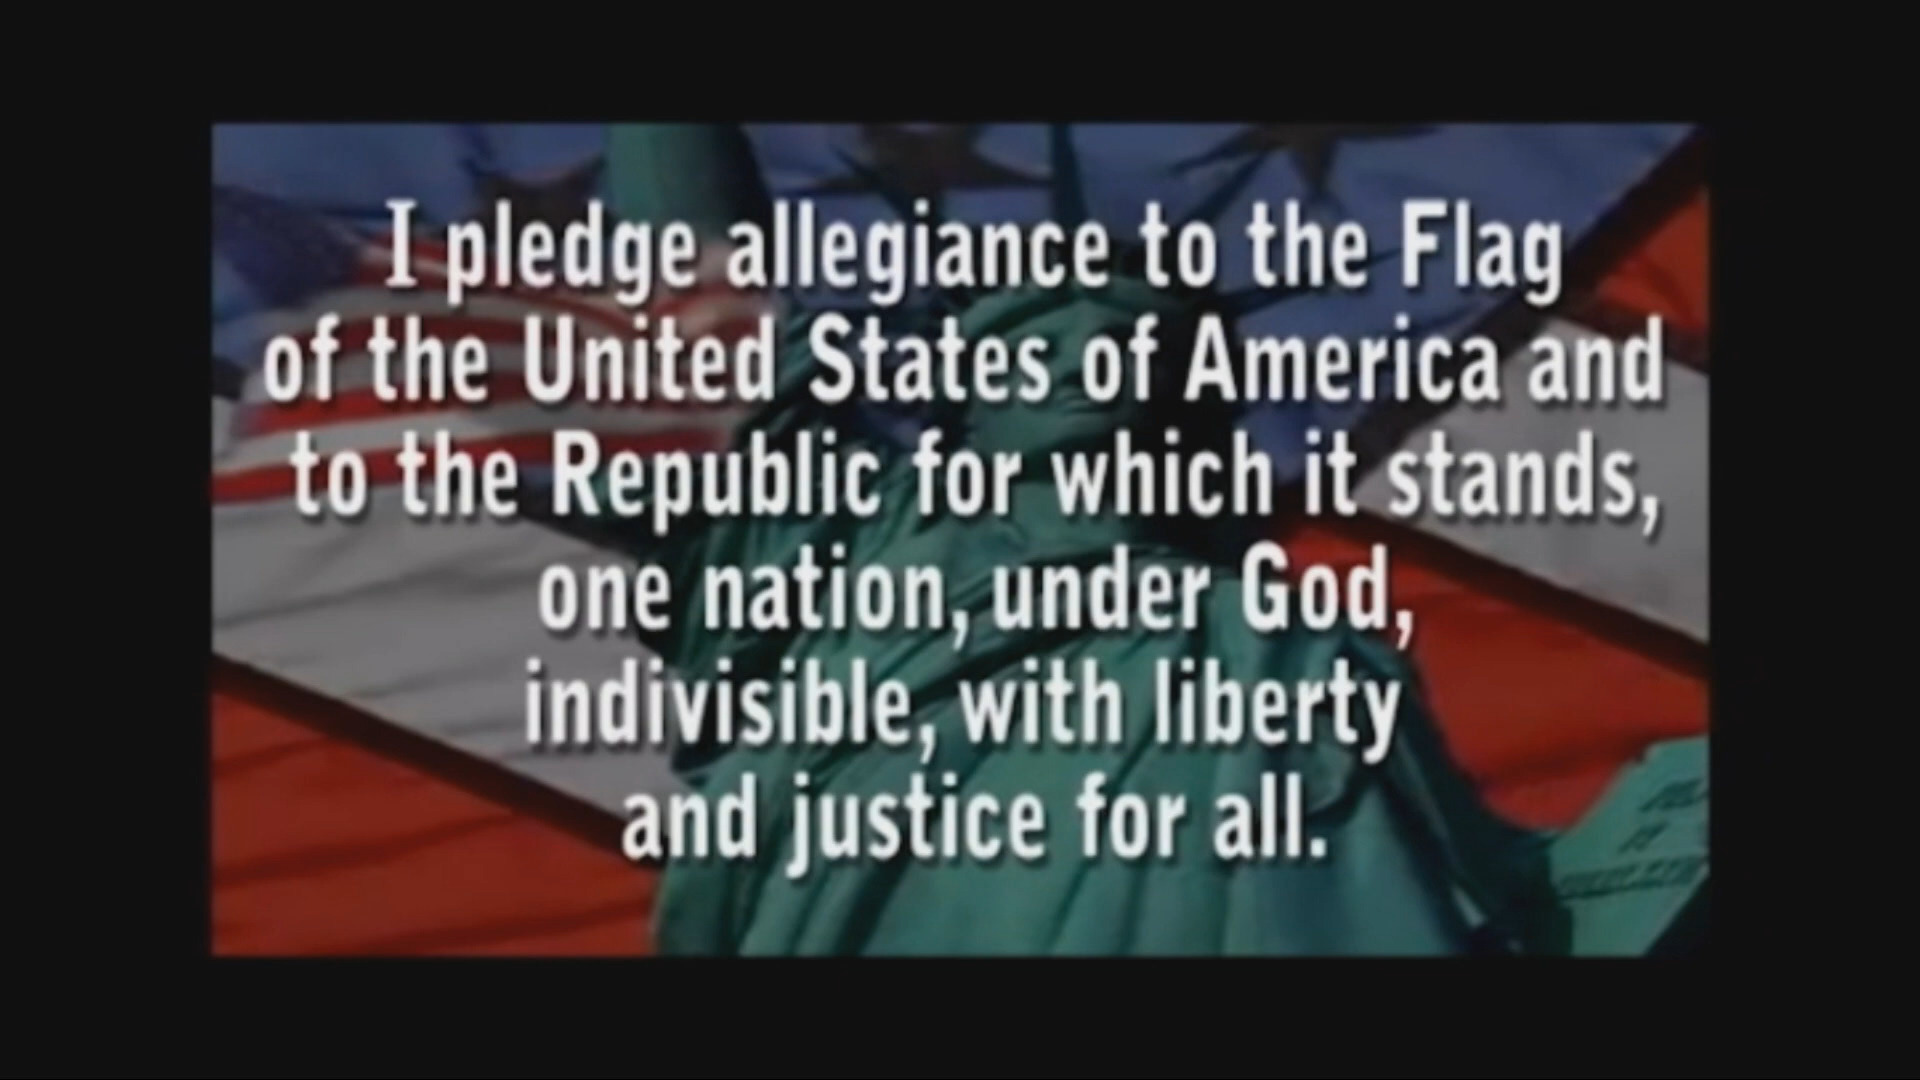 I pledge allegiance to the Flag
of the United States of America and
to the Republic for which it stands,
one nation, under God,
indivisible, with liberty
and justice for all.